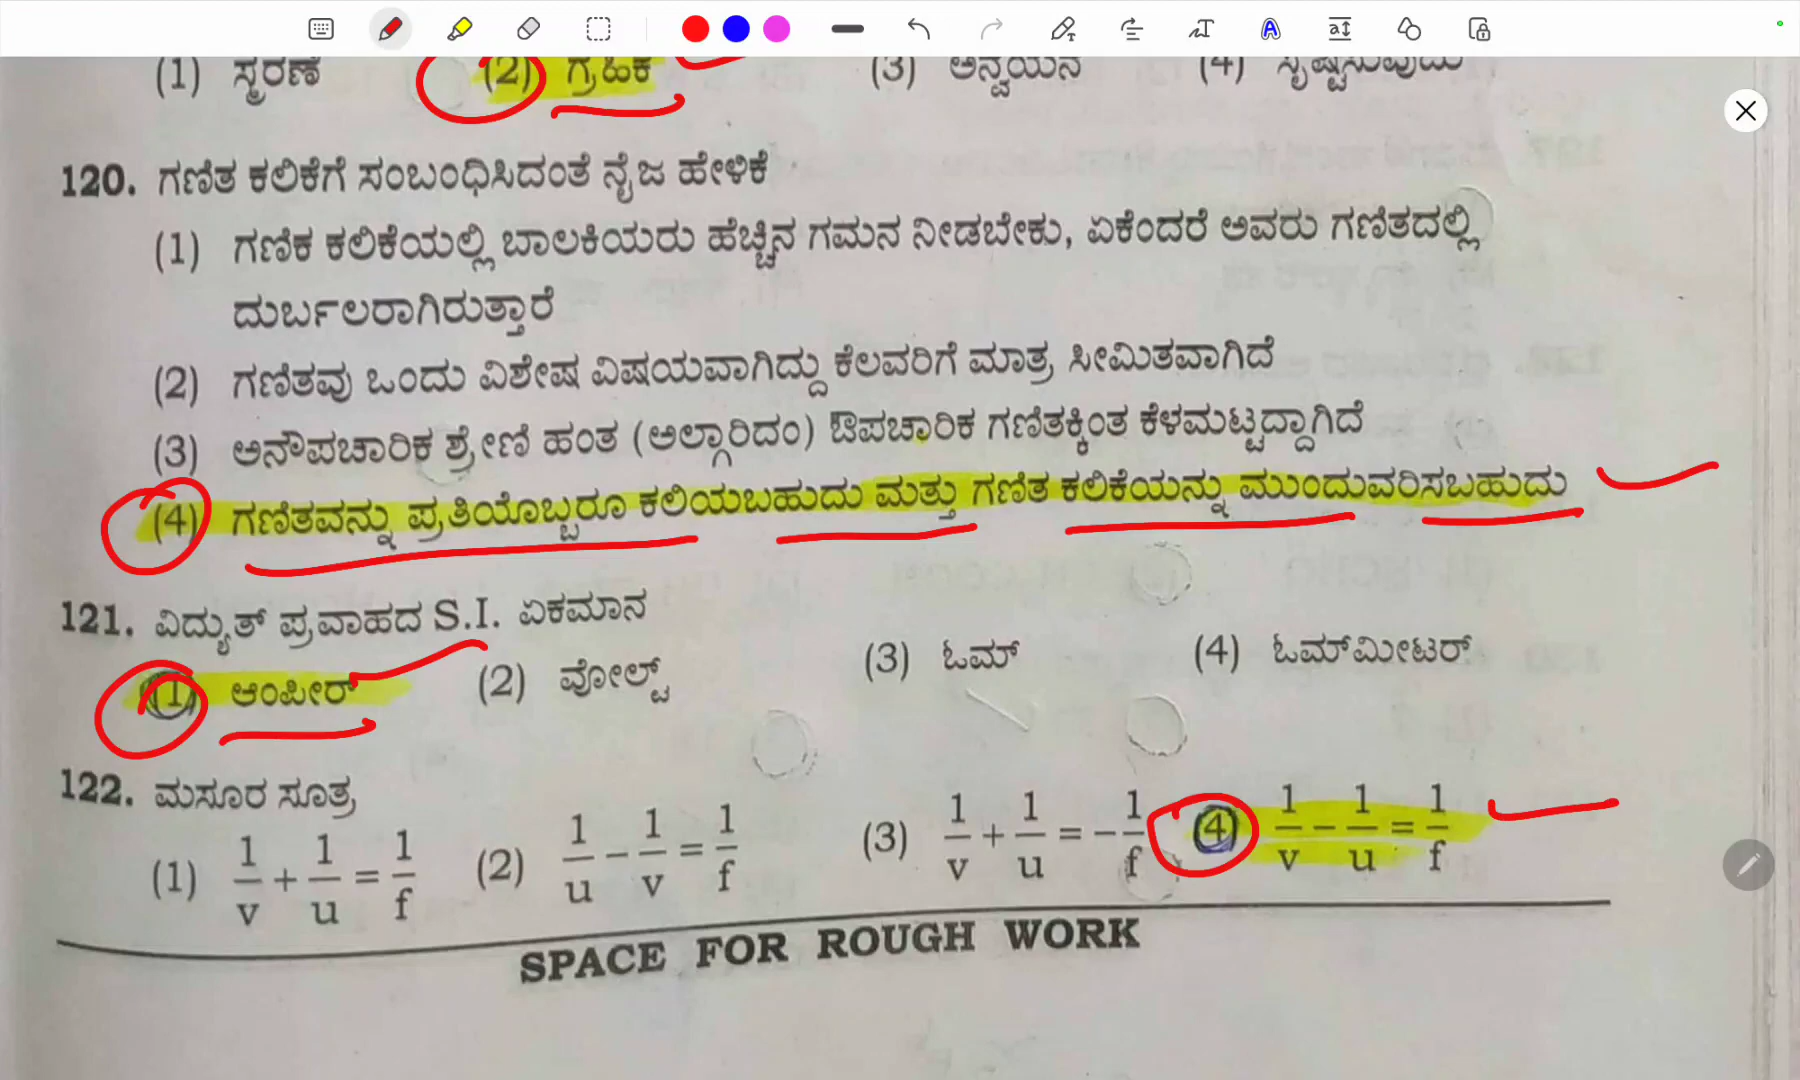 (1) ಸ್ಮರಣೆ (2) ಗ್ರಹಿಕೆ (3) ಅನ್ವಯನ (4) ಸೃಷ್ಟಿಸುವುದು
120. ಗಣಿತ ಕಲಿಕೆಗೆ ಸಂಬಂಧಿಸಿದಂತೆ ನೈಜ ಹೇಳಿಕೆ
(1) ಗಣಿಕ ಕಲಿಕೆಯಲ್ಲಿ ಬಾಲಕಿಯರು ಹೆಚ್ಚಿನ ಗಮನ ನೀಡಬೇಕು, ಏಕೆಂದರೆ ಅವರು ಗಣಿತದಲ್ಲಿ
ದುರ್ಬಲರಾಗಿರುತ್ತಾರೆ
(2) ಗಣಿತವು ಒಂದು ವಿಶೇಷ ವಿಷಯವಾಗಿದ್ದು ಕೆಲವರಿಗೆ ಮಾತ್ರ ಸೀಮಿತವಾಗಿದೆ
(3) ಅನೌಪಚಾರಿಕ ಶ್ರೇಣಿ ಹಂತ (ಅಲ್ಗಾರಿದಂ) ಔಪಚಾರಿಕ ಗಣಿತಕ್ಕಿಂತ ಕೆಳಮಟ್ಟದ್ದಾಗಿದೆ
(4) ಗಣಿತವನ್ನು ಪ್ರತಿಯೊಬ್ಬರೂ ಕಲಿಯಬಹುದು ಮತ್ತು ಗಣಿತ ಕಲಿಕೆಯನ್ನು ಮುಂದುವರಿಸಬಹುದು
121. ವಿದ್ಯುತ್ ಪ್ರವಾಹದ S.I. ಏಕಮಾನ
(1) ಆಂಪೀರ್ (2) ವೋಲ್ಟ್ (3) ಓಮ್ (4) ಓಮ್‌ಮೀಟರ್
122. ಮಸೂರ ಸೂತ್ರ
(1) 1/v + 1/u = 1/f (2) 1/u − 1/v = 1/f (3) 1/v + 1/u = − 1/f (4) 1/v − 1/u = 1/f
SPACE FOR ROUGH WORK